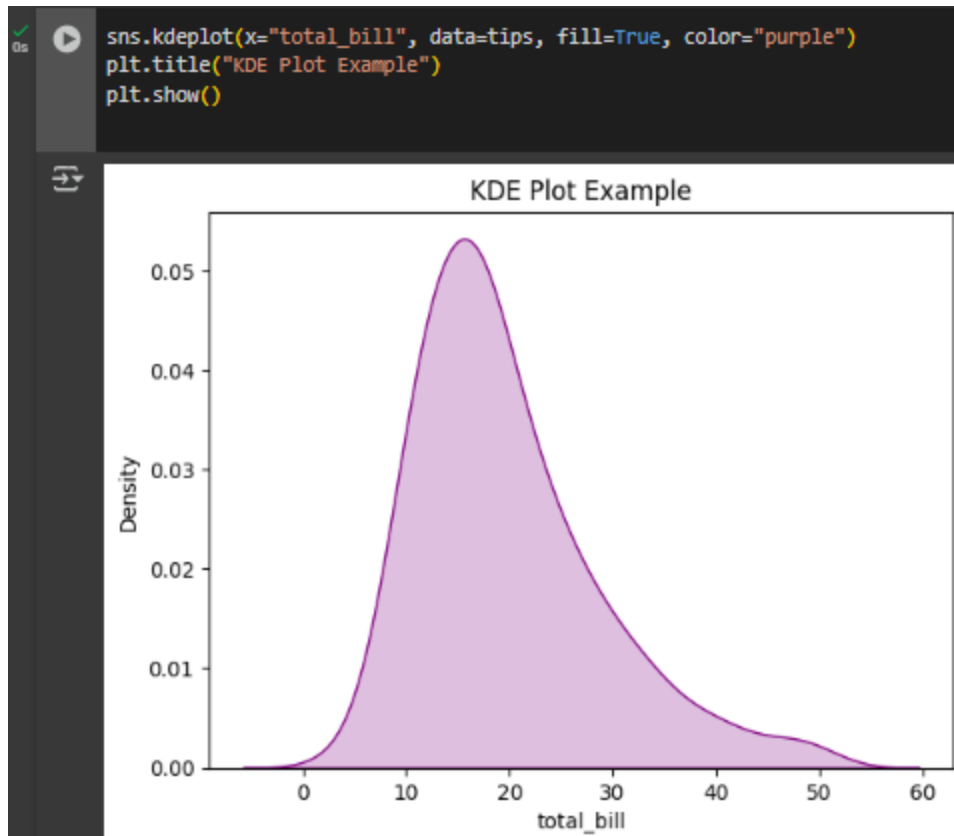 sns.kdeplot(x="total_bill", data=tips, fill=True, color="purple")
plt.title("KDE Plot Example")
plt.show()
0s
KDE Plot Example
0.05
0.04
0.03
0.02
0.01
0.00
Density
0 10 20 30 40 50 60
total_bill